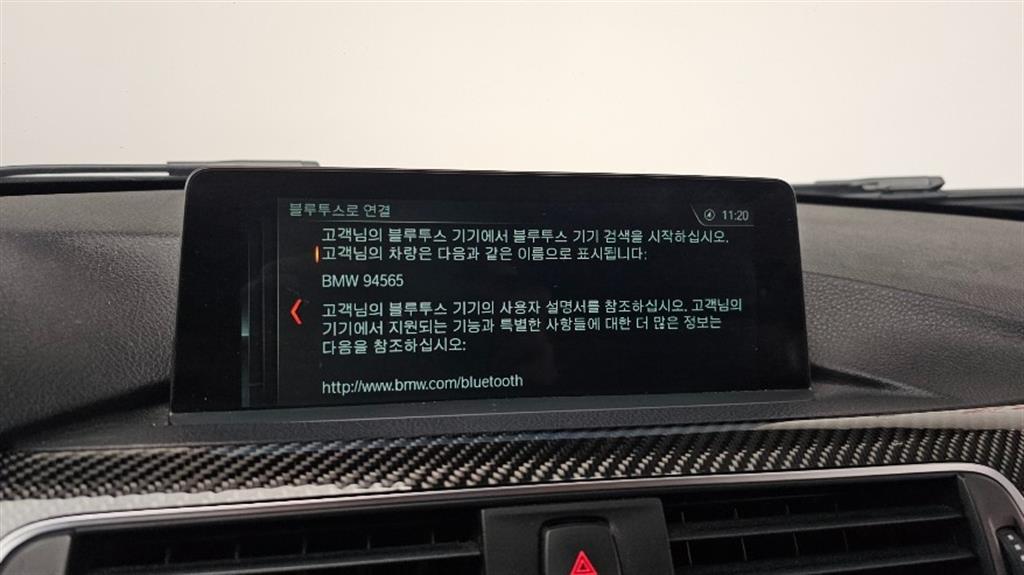 블루투스로 연결
11:20
고객님의 블루투스 기기에서 블루투스 기기 검색을 시작하십시오.
고객님의 차량은 다음과 같은 이름으로 표시됩니다:
BMW 94565
고객님의 블루투스 기기의 사용자 설명서를 참조하십시오. 고객님의
기기에서 지원되는 기능과 특별한 사항들에 대한 더 많은 정보는
다음을 참조하십시오:
http://www.bmw.com/bluetooth